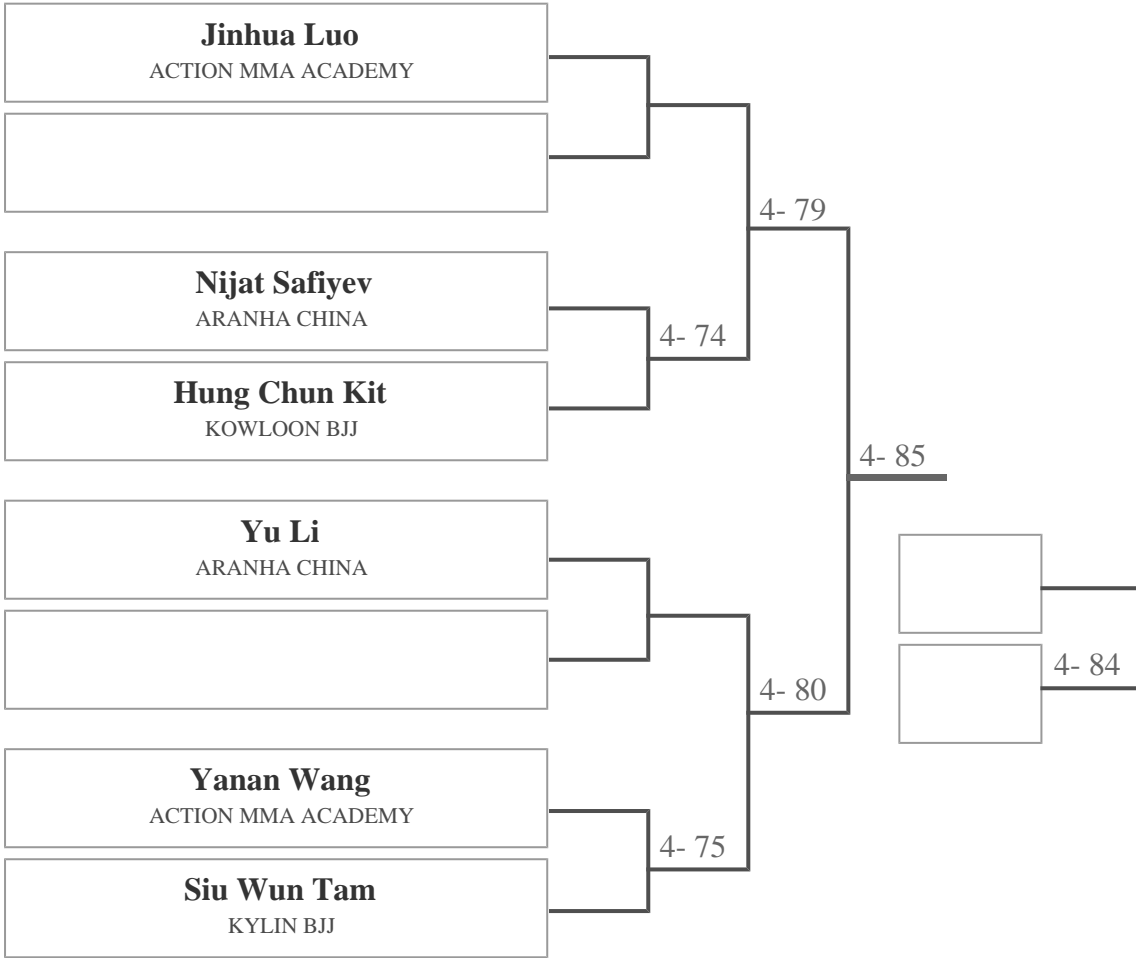 Jinhua Luo
ACTION MMA ACADEMY
4- 79
Nijat Safiyev
ARANHA CHINA
4- 74
Hung Chun Kit
KOWLOON BJJ
4- 85
Yu Li
ARANHA CHINA
4- 84
4- 80
Yanan Wang
ACTION MMA ACADEMY
4- 75
Siu Wun Tam
KYLIN BJJ